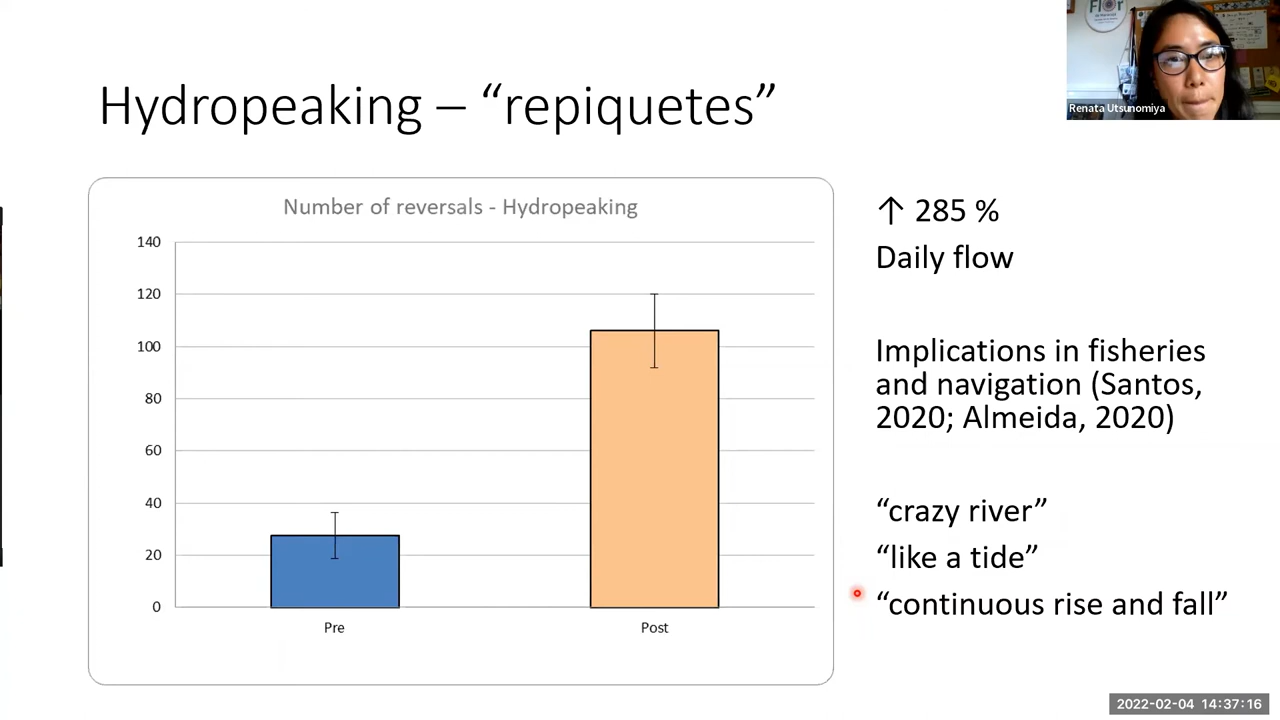 Flor
Renata Utsunomiya
Hydropeaking – “repiquetes”
Number of reversals - Hydropeaking
140
120
100
80
60
40
20
0
Pre
Post
↑ 285 %
Daily flow
Implications in fisheries
and navigation (Santos,
2020; Almeida, 2020)
“crazy river”
“like a tide”
“continuous rise and fall”
2022-02-04 14:37:16